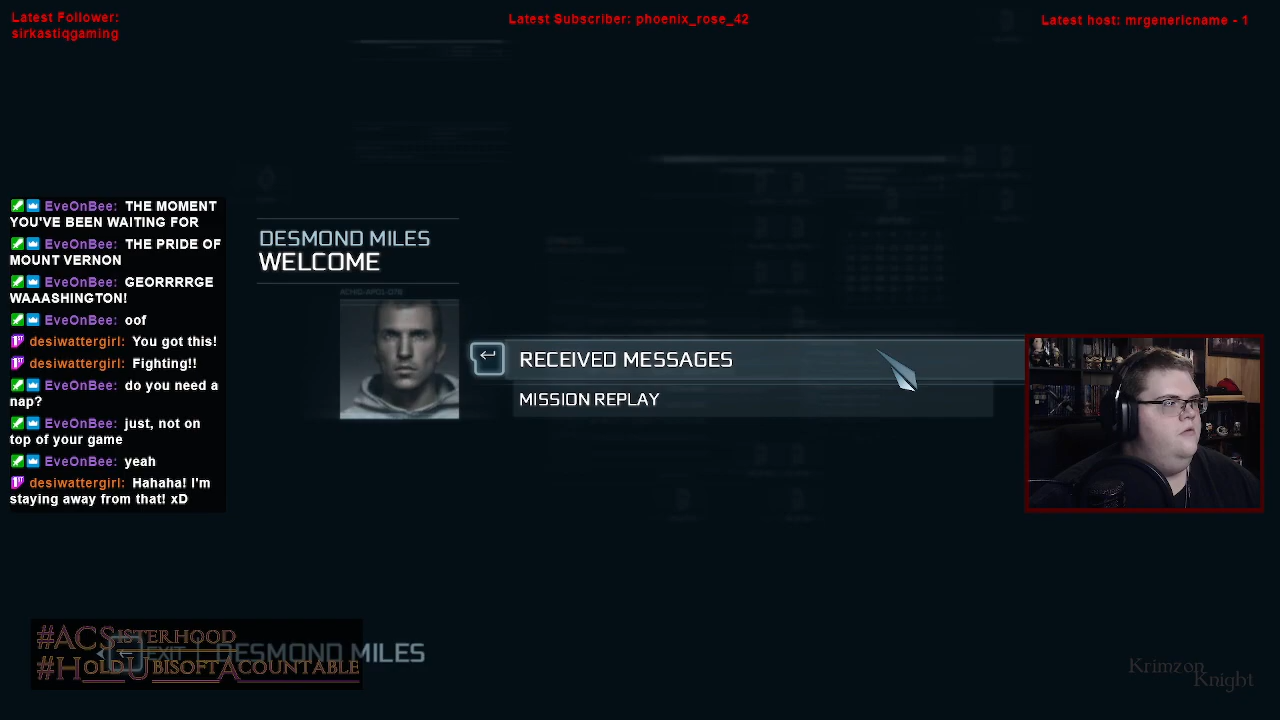 Latest Follower:
sirkastiqgaming
Latest Subscriber: phoenix_rose_42
Latest host: mrgenericname - 1
EveOnBee: THE MOMENT
YOU'VE BEEN WAITING FOR
EveOnBee: THE PRIDE OF
MOUNT VERNON
EveOnBee: GEORRRRGE
WAAASHINGTON!
EveOnBee: oof
desiwattergirl: You got this!
desiwattergirl: Fighting!!
EveOnBee: do you need a
nap?
EveOnBee: just, not on
top of your game
EveOnBee: yeah
desiwattergirl: Hahaha! I'm
staying away from that! xD
DESMOND MILES
WELCOME
RECEIVED MESSAGES
MISSION REPLAY
#ACSISTERHOOD
EXIT | DESMOND MILES
#HOLDUBISOFTACOUNTABLE
Krimzon
Knight